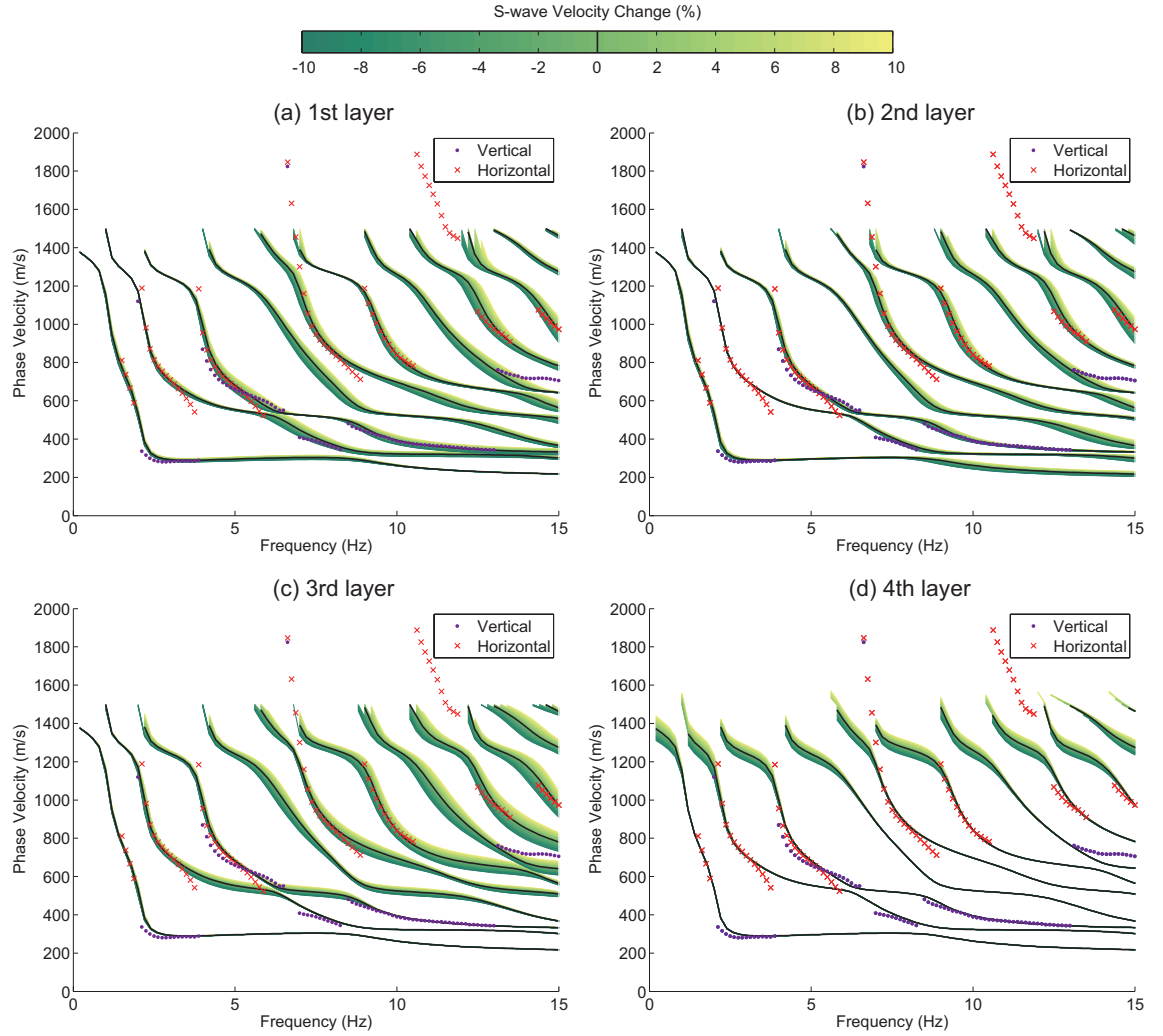 S-wave Velocity Change (%)
-10 -8 -6 -4 -2 0 2 4 6 8 10
(a) 1st layer
2000
1800
1600
1400
1200
1000
800
600
400
200
0
Phase Velocity (m/s)
Vertical
Horizontal
0 5 10 15
Frequency (Hz)
(b) 2nd layer
2000
1800
1600
1400
1200
1000
800
600
400
200
0
Phase Velocity (m/s)
Vertical
Horizontal
0 5 10 15
Frequency (Hz)
(c) 3rd layer
2000
1800
1600
1400
1200
1000
800
600
400
200
0
Phase Velocity (m/s)
Vertical
Horizontal
0 5 10 15
Frequency (Hz)
(d) 4th layer
2000
1800
1600
1400
1200
1000
800
600
400
200
0
Phase Velocity (m/s)
Vertical
Horizontal
0 5 10 15
Frequency (Hz)